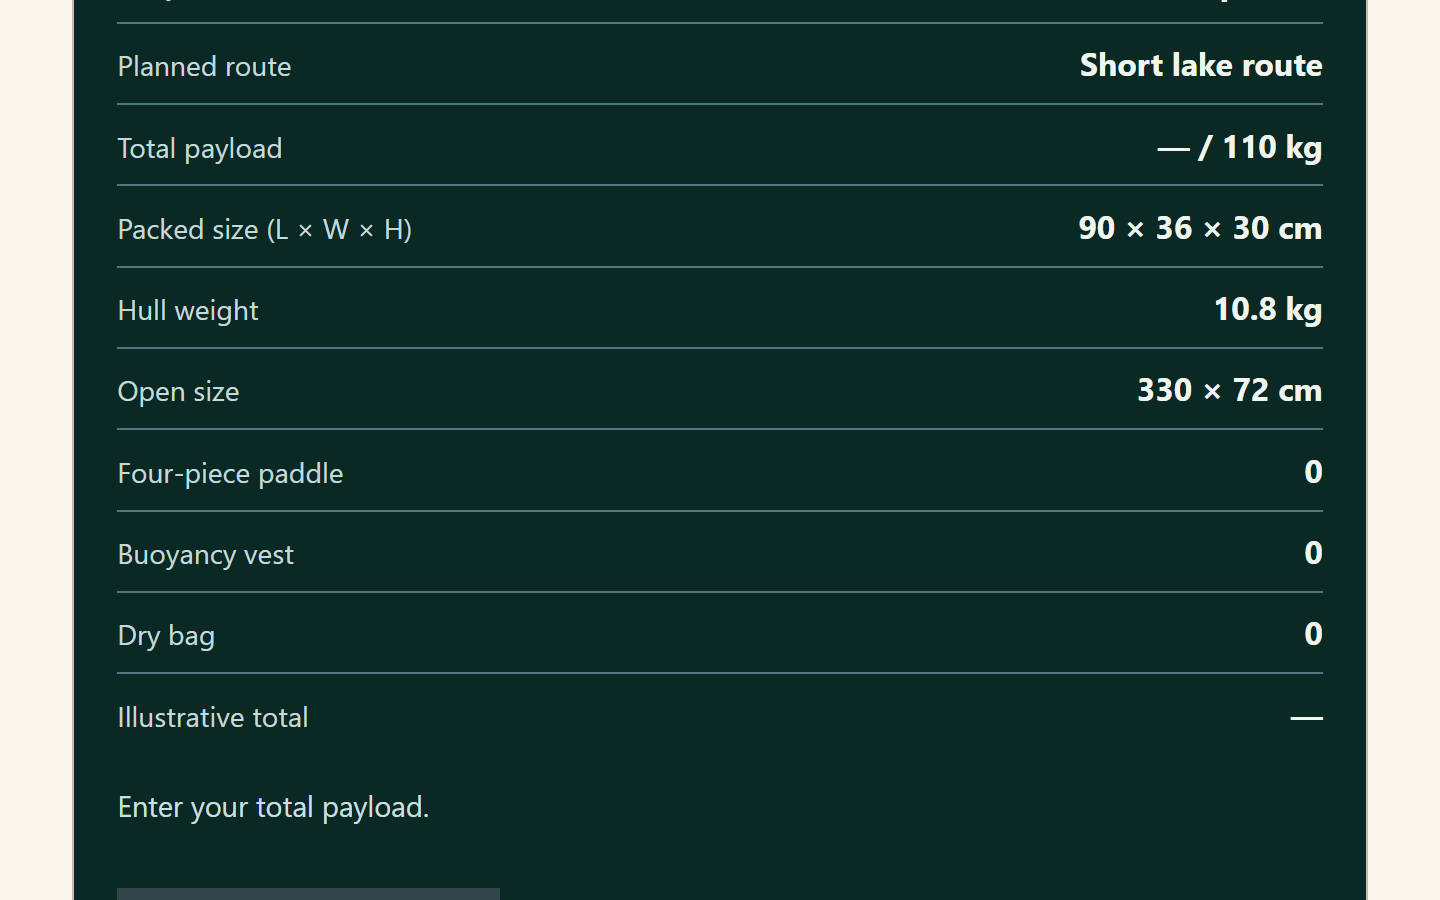 Planned route Short lake route
Total payload — / 110 kg
Packed size (L × W × H) 90 × 36 × 30 cm
Hull weight 10.8 kg
Open size 330 × 72 cm
Four-piece paddle 0
Buoyancy vest 0
Dry bag 0
Illustrative total —
Enter your total payload.